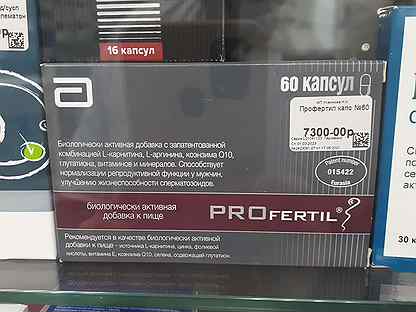 16 капсул
60 КАПСУЛ
Профертил капс №60
7300-00
Биологически активная добавка с запатентованной
комбинацией L-карнитина, L-аргинина, коэнзима Q10,
глутатиона, витаминов и минералов. Способствует
нормализации репродуктивной функции у мужчин,
улучшению жизнеспособности сперматозоидов.
Patent number
015422
Eurasia
биологически активная
добавка к пище
PROFERTIL®
Рекомендуется в качестве биологически активной
добавки к пище - источника L-карнитина, цинка, фолиевой
кислоты, витамина Е, коэнзима Q10, селена, содержащей глутатион.
30 к